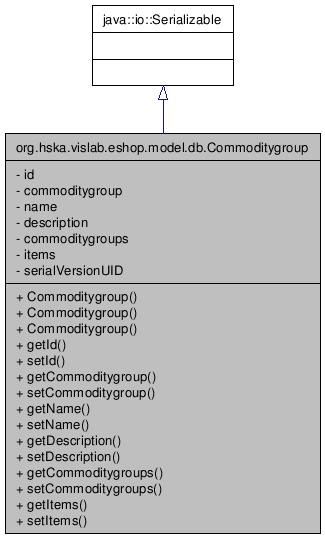 java::io::Serializable
org.hska.vislab.eshop.model.db.Commoditygroup
- id
- commoditygroup
- name
- description
- commoditygroups
- items
- serialVersionUID
+ Commoditygroup()
+ Commoditygroup()
+ Commoditygroup()
+ getId()
+ setId()
+ getCommoditygroup()
+ setCommoditygroup()
+ getName()
+ setName()
+ getDescription()
+ setDescription()
+ getCommoditygroups()
+ setCommoditygroups()
+ getItems()
+ setItems()